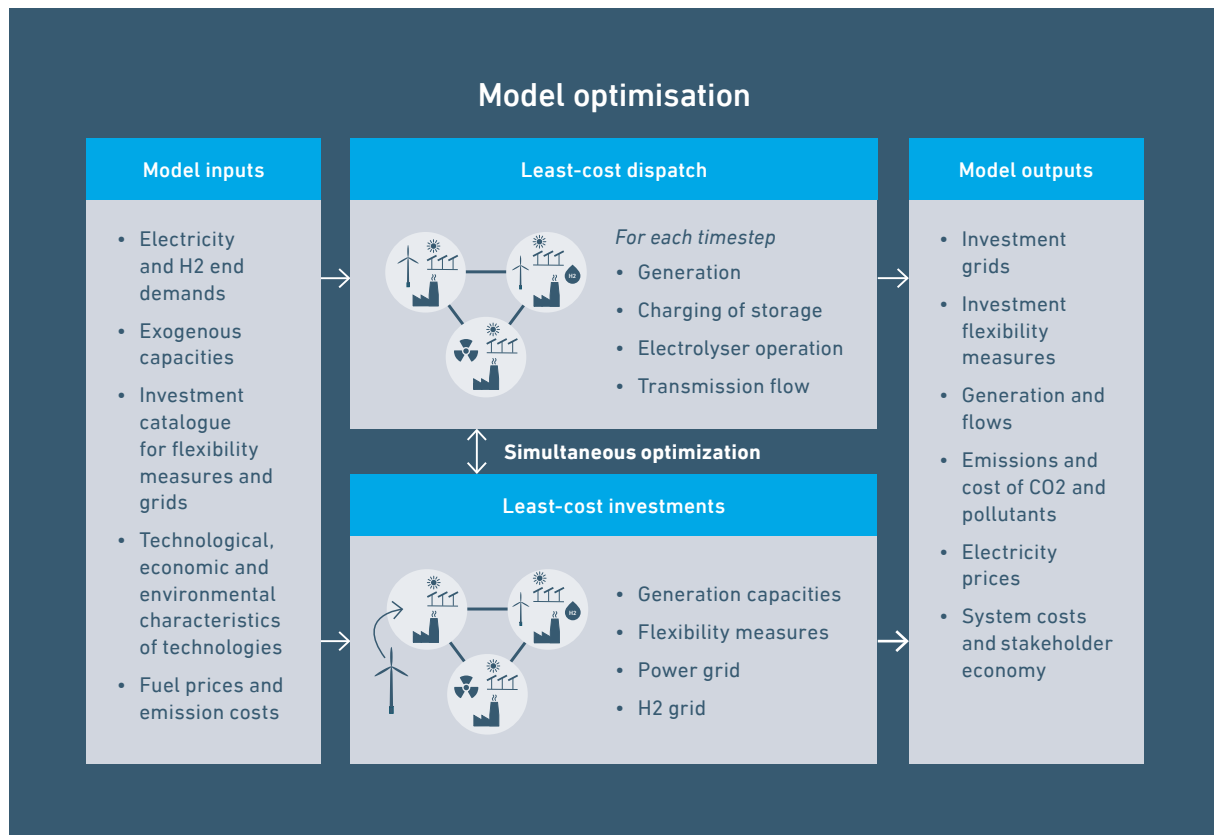 Model optimisation
Model inputs
• Electricity
and H2 end
demands
• Exogenous
capacities
• Investment
catalogue
for flexibility
measures and
grids
• Technological,
economic and
environmental
characteristics
of technologies
• Fuel prices and
emission costs
Least-cost dispatch
H2
For each timestep
• Generation
• Charging of storage
• Electrolyser operation
• Transmission flow
Simultaneous optimization
Least-cost investments
H2
• Generation capacities
• Flexibility measures
• Power grid
• H2 grid
Model outputs
• Investment
grids
• Investment
flexibility
measures
• Generation and
flows
• Emissions and
cost of CO2 and
pollutants
• Electricity
prices
• System costs
and stakeholder
economy